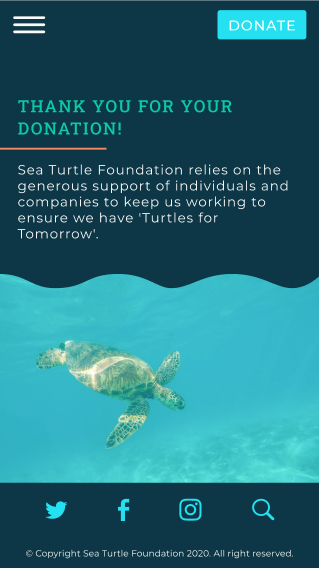 DONATE
THANK YOU FOR YOUR
DONATION!
Sea Turtle Foundation relies on the
generous support of individuals and
companies to keep us working to
ensure we have 'Turtles for
Tomorrow'.
© Copyright Sea Turtle Foundation 2020. All right reserved.